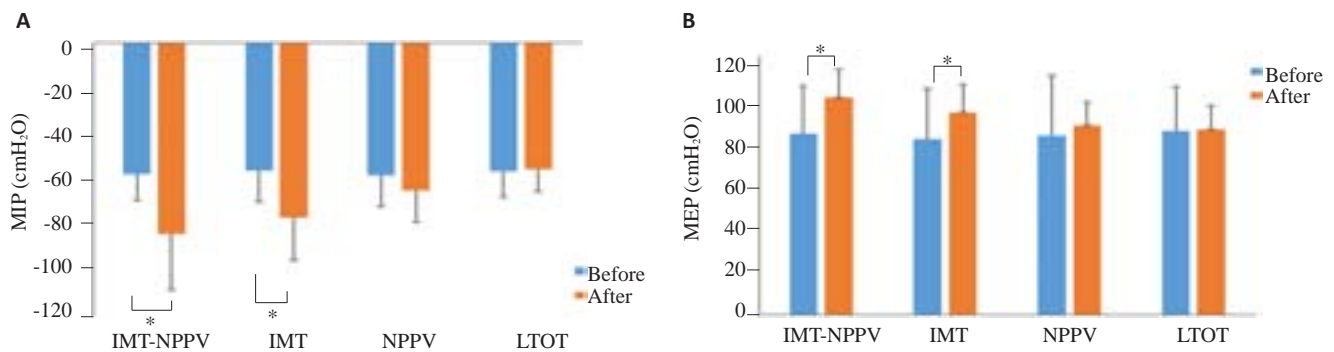 A
0
-20
-40
-60
-80
-100
-120
MIP (cmH₂O)
*
*
Before
After
IMT-NPPV IMT NPPV LTOT
B
120
100
80
60
40
20
0
MEP (cmH₂O)
*
*
Before
After
IMT-NPPV IMT NPPV LTOT